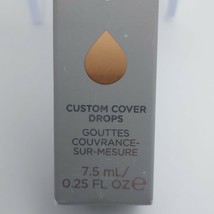 CUSTOM COVER
DROPS
GOUTTES
COUVRANCE-
SUR-MESURE
7.5 mL/
0.25 FL OZ ℮